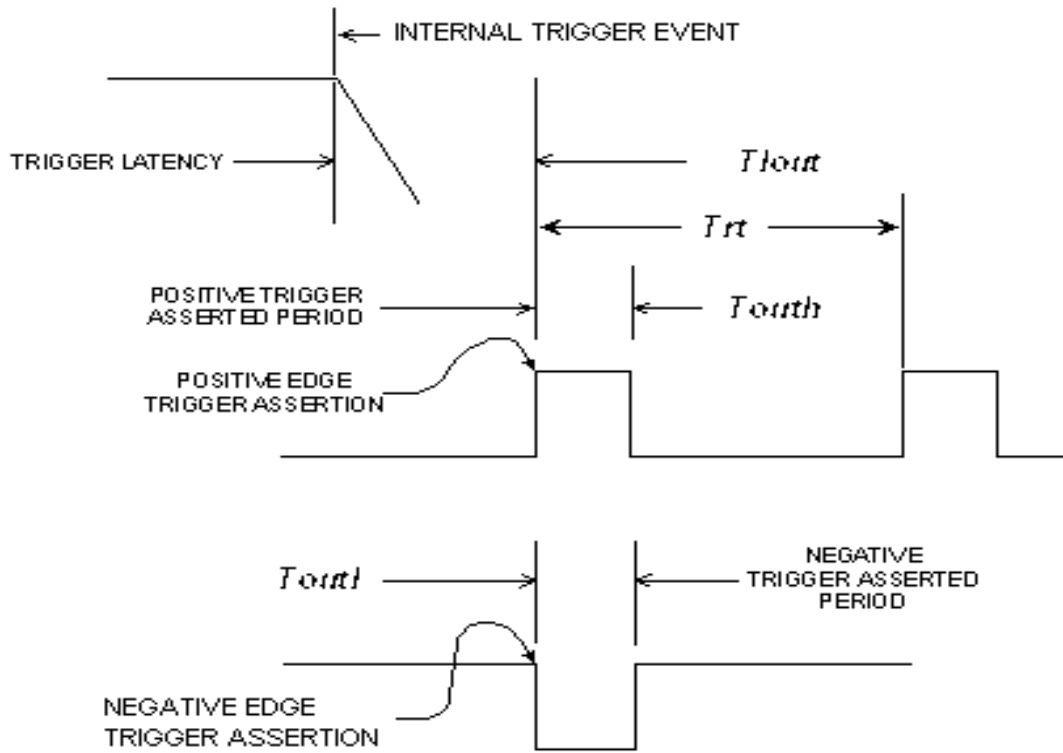 INTERNAL TRIGGER EVENT
TRIGGER LATENCY
Tlout
Trt
POSITIVE TRIGGER
ASSERTED PERIOD
Touth
POSITIVE EDGE
TRIGGER ASSERTION
Toutl
NEGATIVE
TRIGGER ASSERTED
PERIOD
NEGATIVE EDGE
TRIGGER ASSERTION